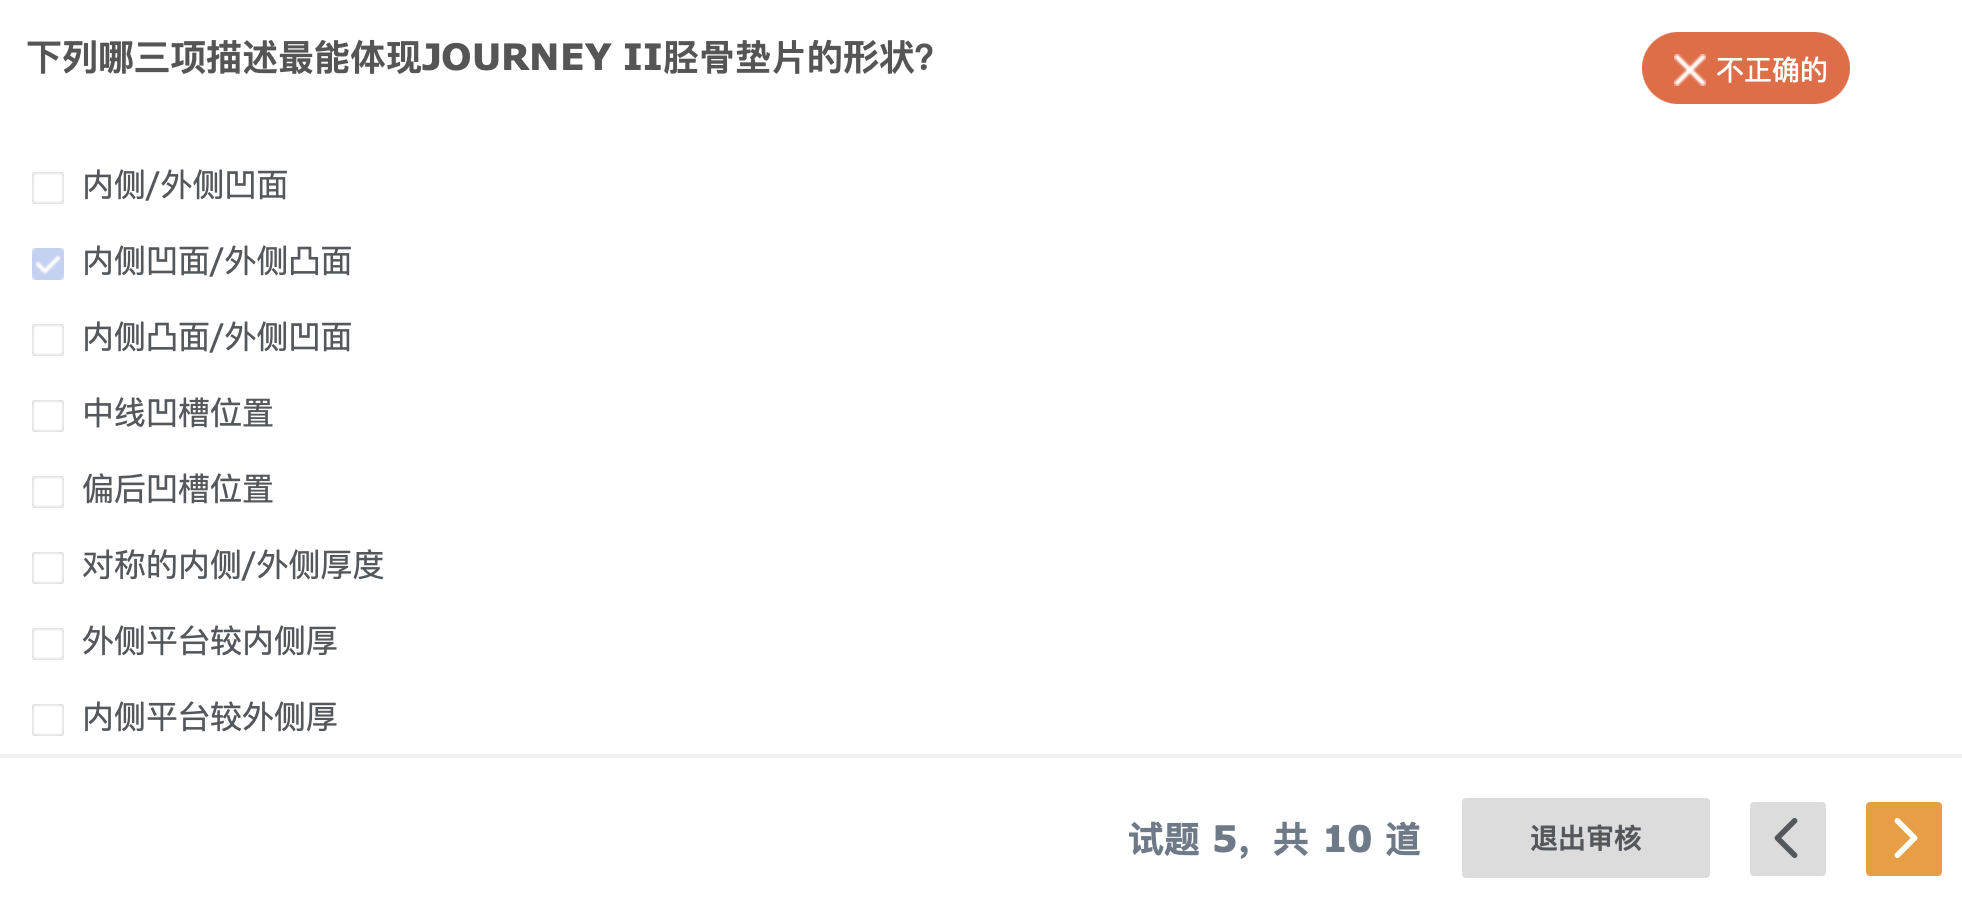 下列哪三项描述最能体现JOURNEY II胫骨垫片的形状?
不正确的
内侧/外侧凹面
内侧凹面/外侧凸面
内侧凸面/外侧凹面
中线凹槽位置
偏后凹槽位置
对称的内侧/外侧厚度
外侧平台较内侧厚
内侧平台较外侧厚
试题 5, 共 10 道
退出审核